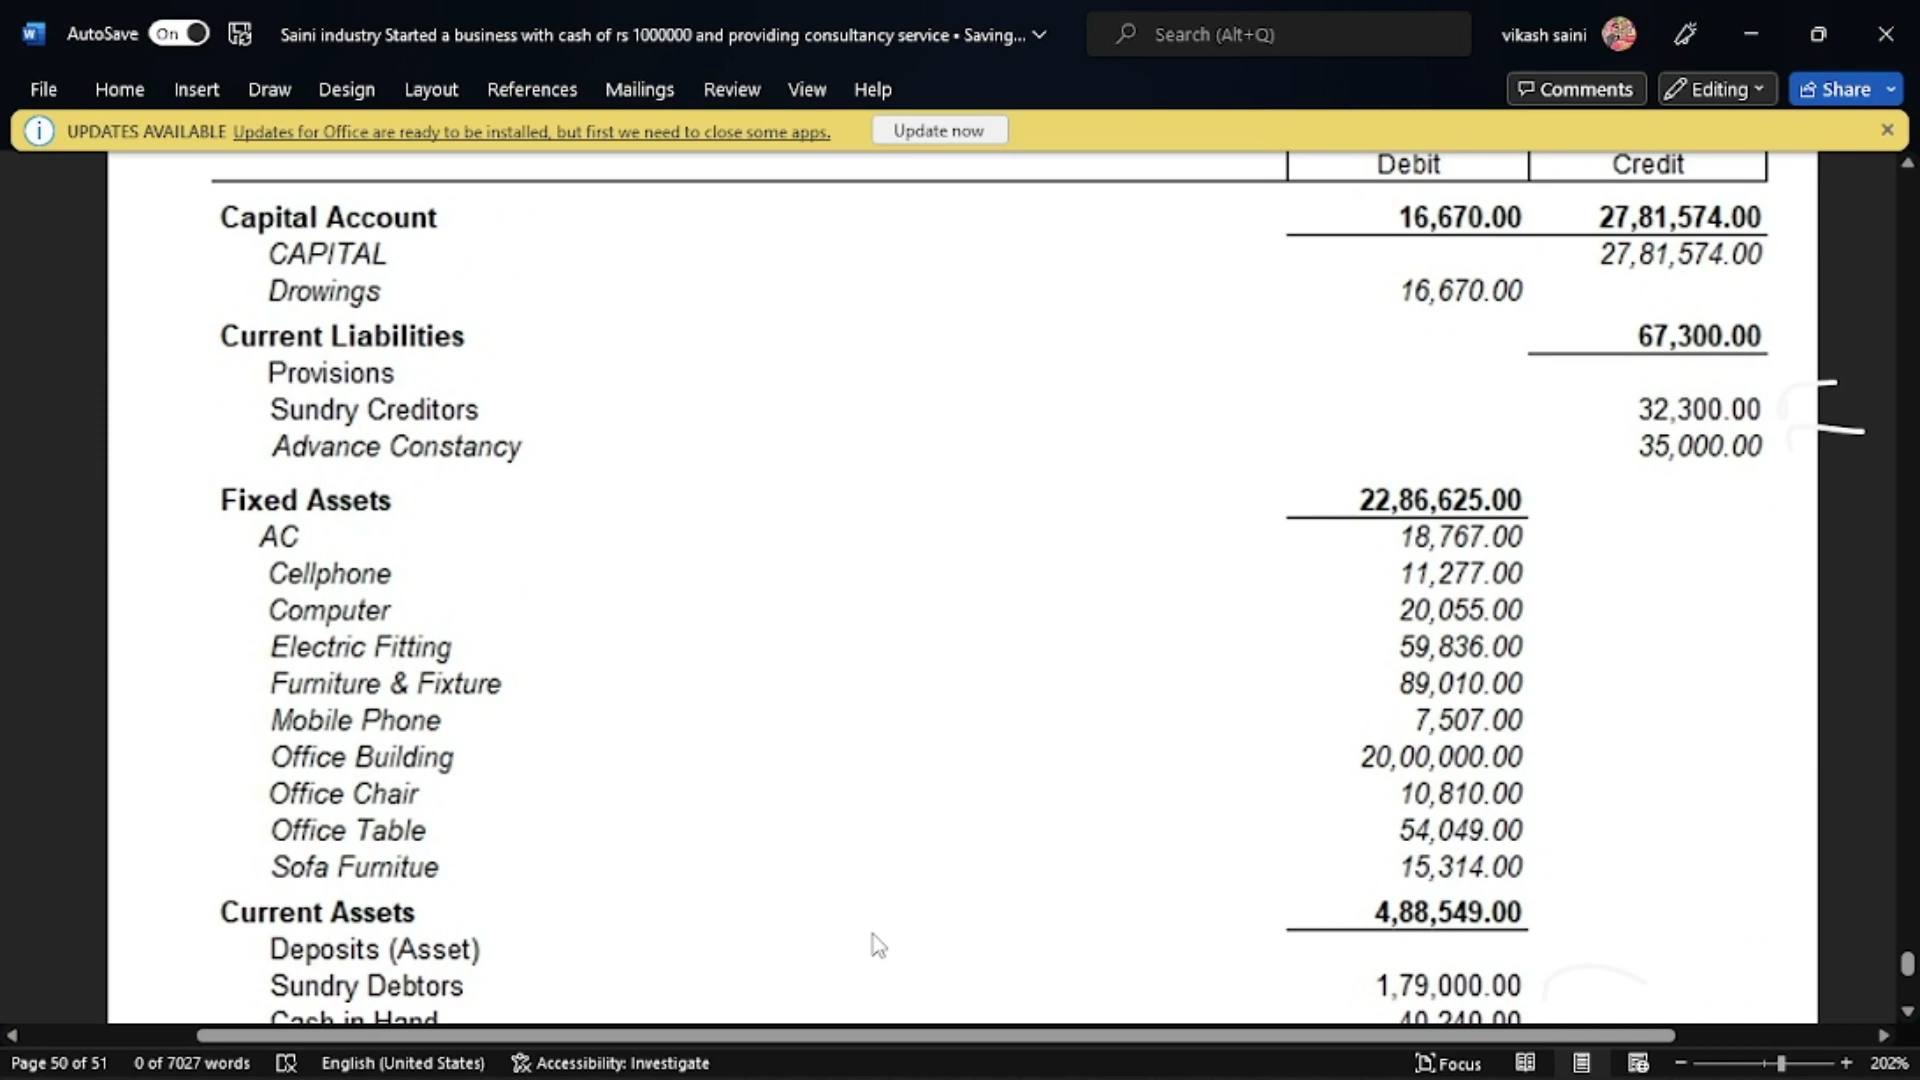 AutoSave On Saini industry Started a business with cash of rs 1000000 and providing consultancy service • Saving... Search (Alt+Q) vikash saini
File Home Insert Draw Design Layout References Mailings Review View Help Comments Editing Share
UPDATES AVAILABLE Updates for Office are ready to be installed, but first we need to close some apps. Update now
Debit Credit
Capital Account 16,670.00 27,81,574.00
CAPITAL 27,81,574.00
Drowings 16,670.00
Current Liabilities 67,300.00
Provisions
Sundry Creditors 32,300.00
Advance Constancy 35,000.00
Fixed Assets 22,86,625.00
AC 18,767.00
Cellphone 11,277.00
Computer 20,055.00
Electric Fitting 59,836.00
Furniture & Fixture 89,010.00
Mobile Phone 7,507.00
Office Building 20,00,000.00
Office Chair 10,810.00
Office Table 54,049.00
Sofa Furnitue 15,314.00
Current Assets 4,88,549.00
Deposits (Asset)
Sundry Debtors 1,79,000.00
Cash in Hand 40,240.00
Page 50 of 51 0 of 7027 words English (United States) Accessibility: Investigate Focus 202%